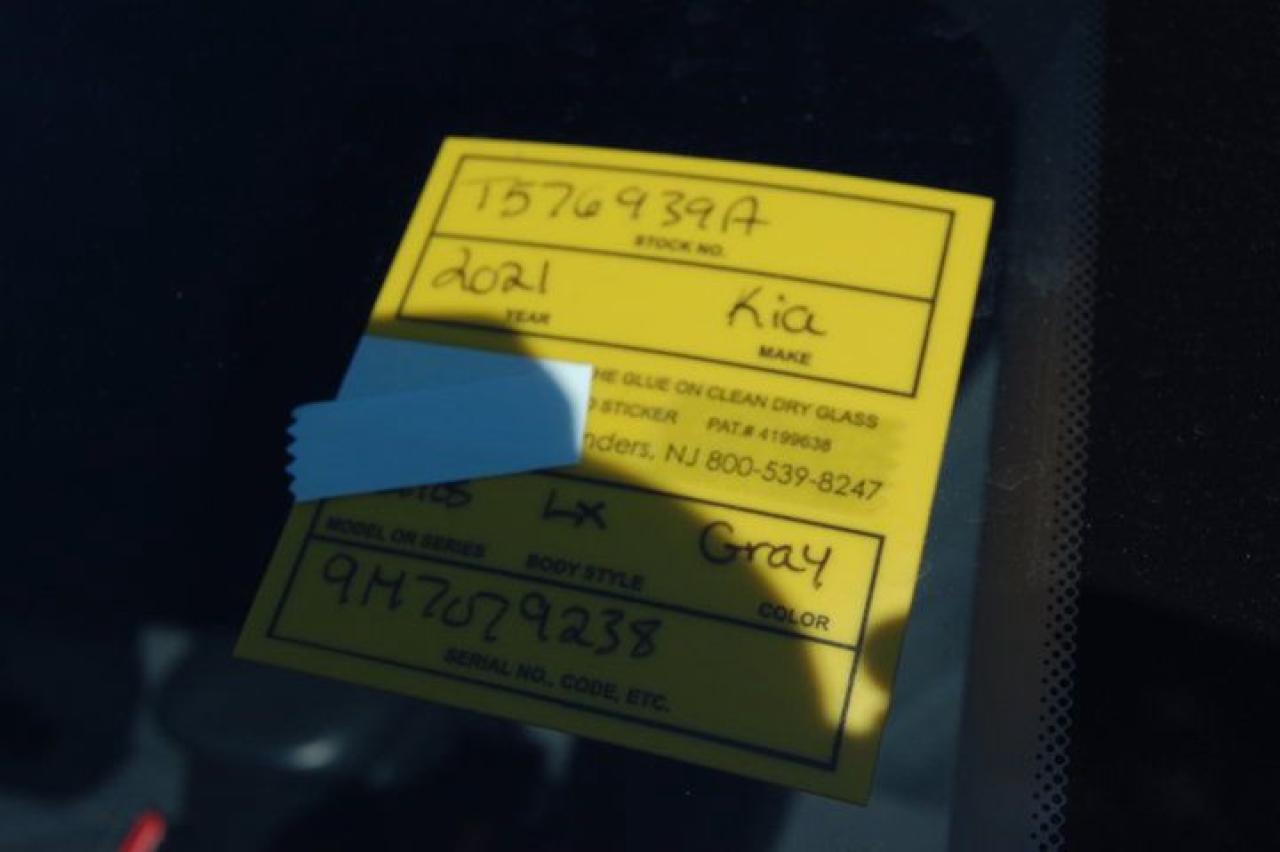 T576939A
STOCK NO.
2021 Kia
YEAR MAKE
HE GLUE ON CLEAN DRY GLASS
STICKER PAT.# 4199638
nders, NJ 800-539-8247
LX Gray
MODEL OR SERIES BODY STYLE COLOR
9M7079238
SERIAL NO., CODE, ETC.